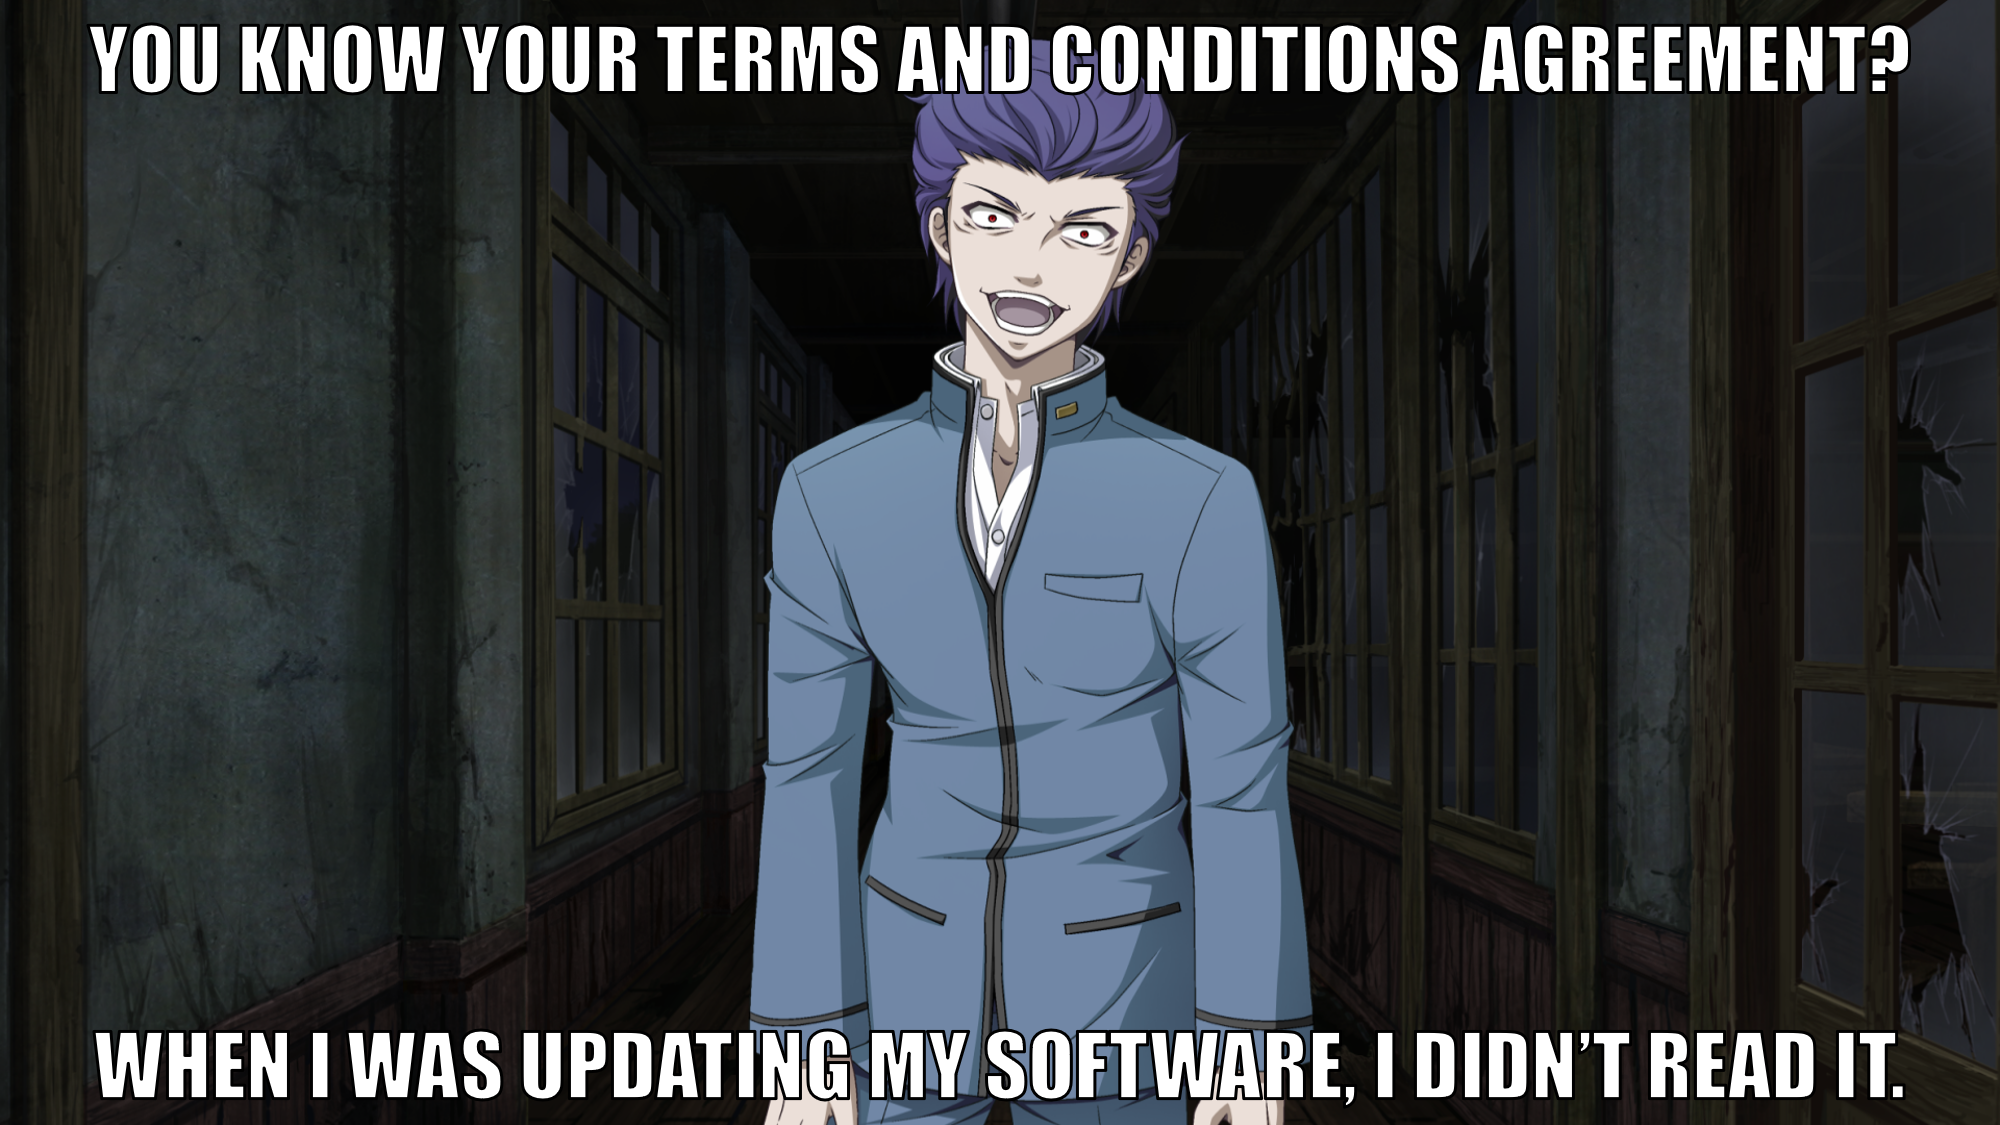 YOU KNOW YOUR TERMS AND CONDITIONS AGREEMENT?
WHEN I WAS UPDATING MY SOFTWARE, I DIDN'T READ IT.